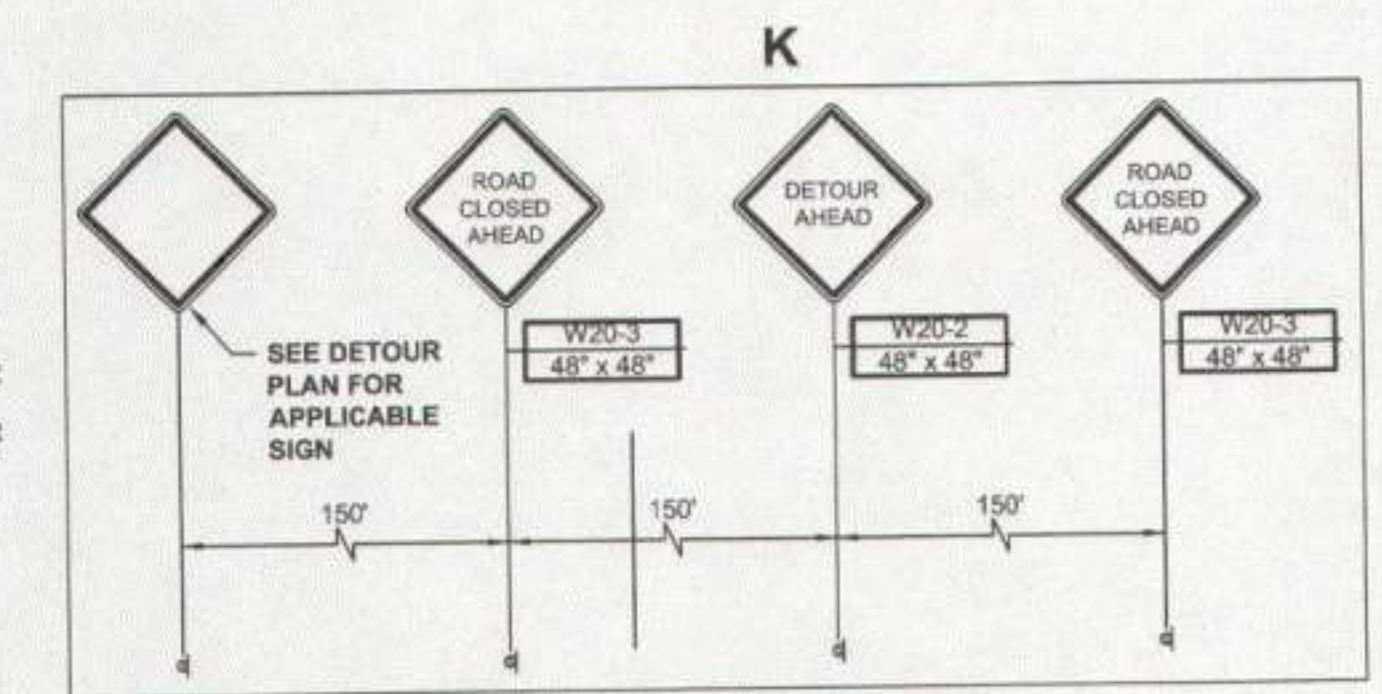 K
ROAD
CLOSED
AHEAD
DETOUR
AHEAD
ROAD
CLOSED
AHEAD
W20-3
48" x 48"
W20-2
48" x 48"
W20-3
48" x 48"
SEE DETOUR
PLAN FOR
APPLICABLE
SIGN
150'
150'
150'